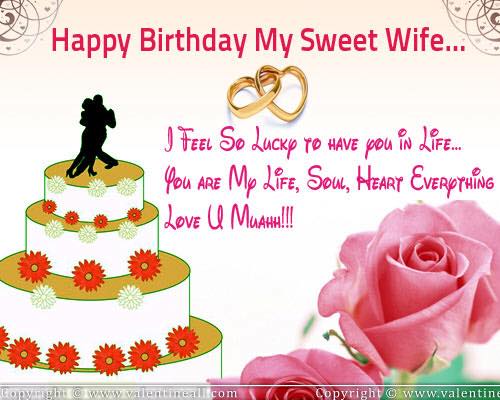 Happy Birthday My Sweet Wife...
I Feel So Lucky to have you in Life...
You are My Life, Soul, Heart Everything
Love U Muahh!!!
Copyright © www.valentineall.com Copyright © www.valentine